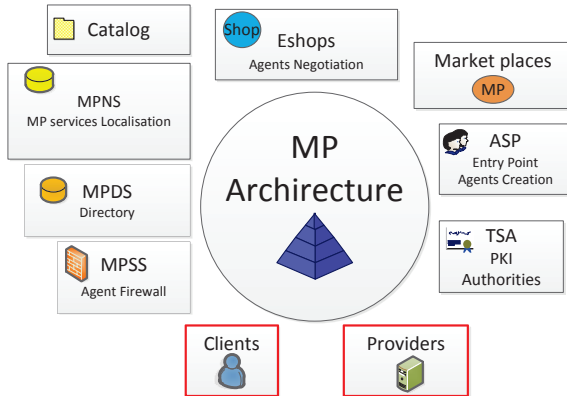 Catalog
Shop
Eshops
Agents Negotiation
Market places
MP
MPNS
MP services Localisation
MP
Archirecture
ASP
Entry Point
Agents Creation
MPDS
Directory
MPSS
Agent Firewall
TSA
PKI
Authorities
Clients
Providers